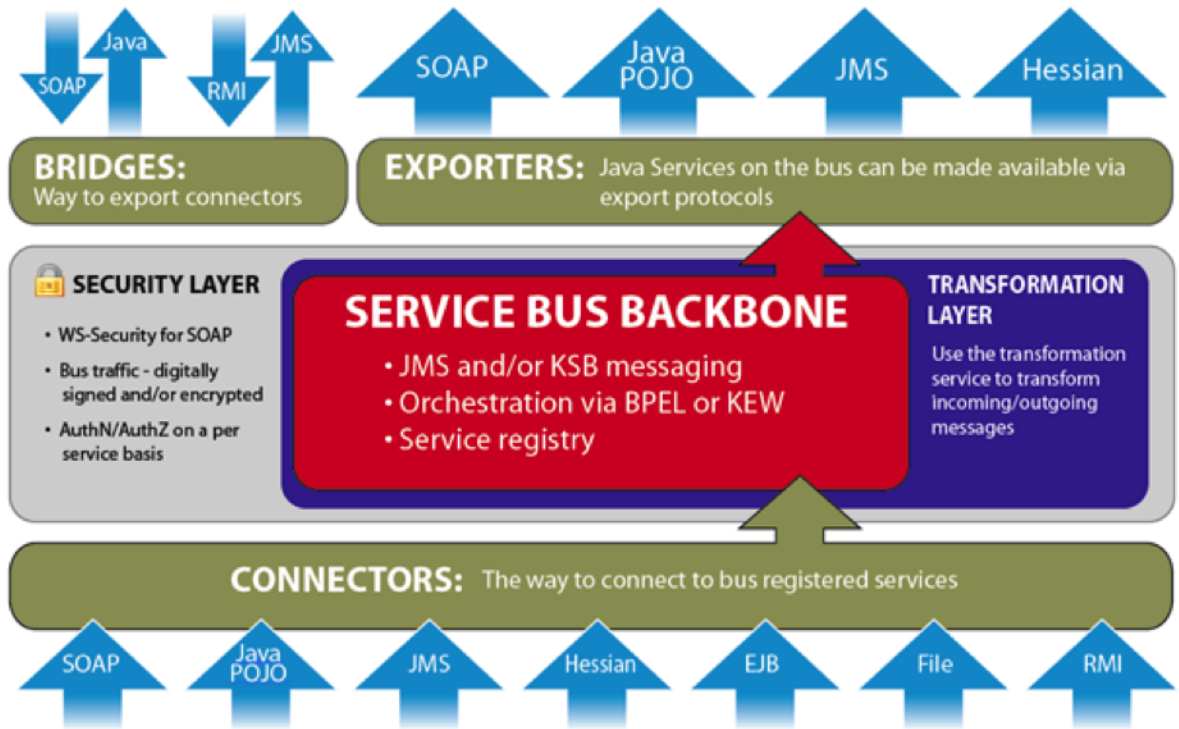 Java
SOAP
JMS
RMI
SOAP
Java
POJO
JMS
Hessian
BRIDGES:
Way to export connectors
EXPORTERS: Java Services on the bus can be made available via
export protocols
SECURITY LAYER
• WS-Security for SOAP
• Bus traffic - digitally
signed and/or encrypted
• AuthN/AuthZ on a per
service basis
SERVICE BUS BACKBONE
• JMS and/or KSB messaging
• Orchestration via BPEL or KEW
• Service registry
TRANSFORMATION
LAYER
Use the transformation
service to transform
incoming/outgoing
messages
CONNECTORS: The way to connect to bus registered services
SOAP
Java
POJO
JMS
Hessian
EJB
File
RMI